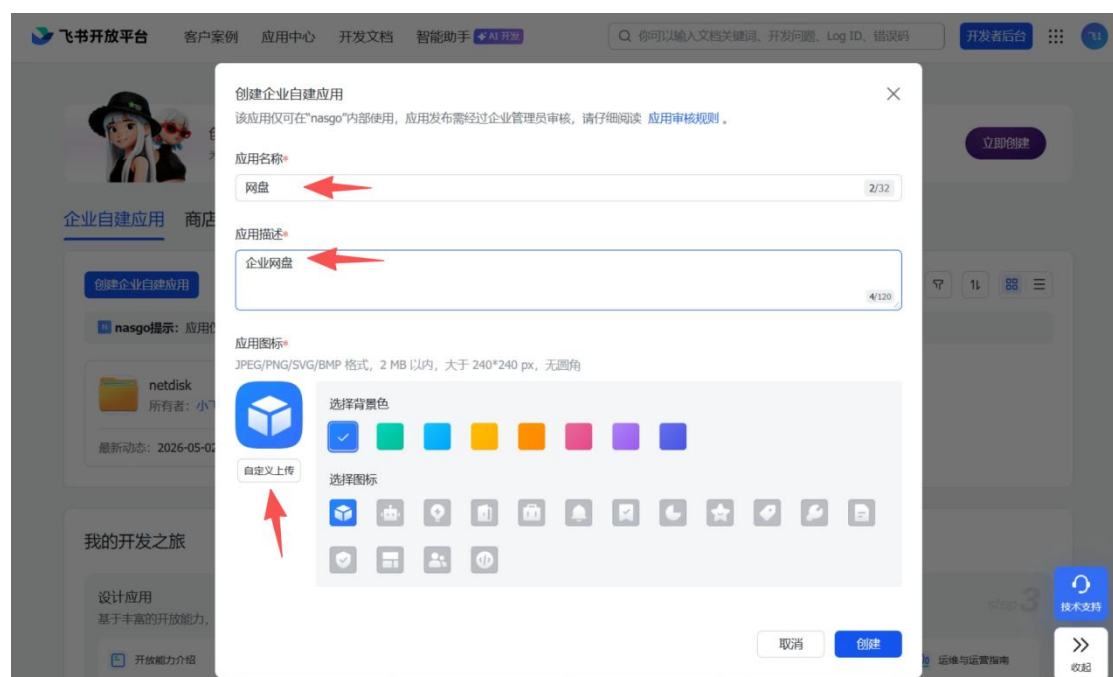 飞书开放平台 客户案例 应用中心 开发文档 智能助手 AI 开发 你可以输入文档关键词、开发问题、Log ID、错误码 开发者后台
创建企业自建应用
该应用仅可在"nasgo"内部使用，应用发布需经过企业管理员审核，请仔细阅读 应用审核规则 。
立即创建
应用名称*
网盘 2/32
企业自建应用 商店
应用描述*
企业网盘
4/120
创建企业自建应用
nasgo提示：应用
应用图标*
JPEG/PNG/SVG/BMP 格式，2 MB 以内，大于 240*240 px，无圆角
netdisk
所有者：小
选择背景色
最新动态：2026-05-02
自定义上传
选择图标
我的开发之旅
设计应用
基于丰富的开放能力，
step 3
技术支持
取消 创建
开放能力介绍
运维与运营指南
收起